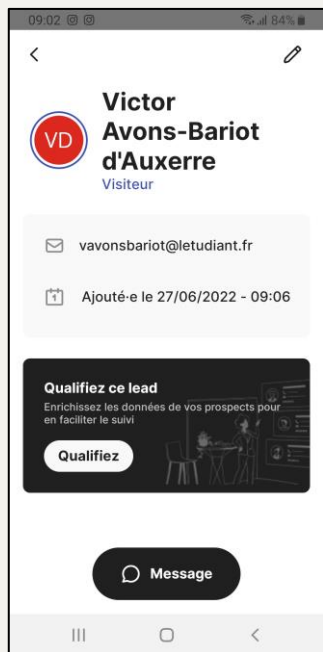 09:02 84%
Victor
Avons-Bariot
d'Auxerre
VD
Visiteur
vavonsbariot@letudiant.fr
1
Ajouté·e le 27/06/2022 - 09:06
Qualifiez ce lead
Enrichissez les données de vos prospects pour
en faciliter le suivi
Qualifiez
Message